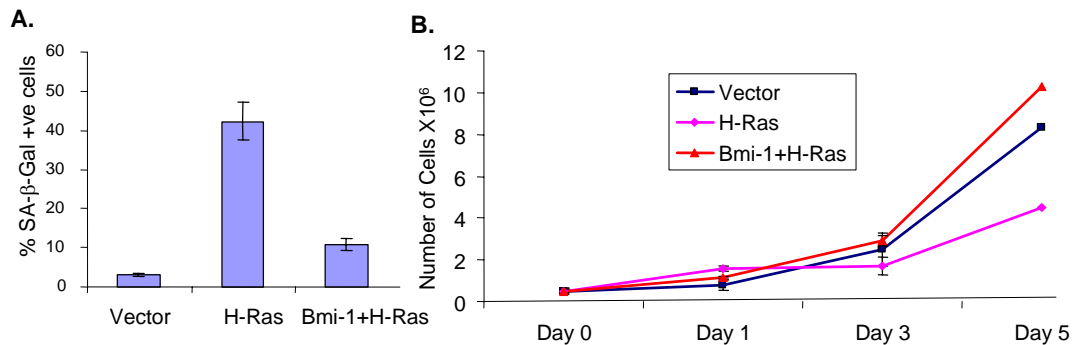 A.
% SA-β-Gal +ve cells
60
50
40
30
20
10
0
Vector
H-Ras
Bmi-1+H-Ras
B.
Number of Cells X10⁶
12
10
8
6
4
2
0
Vector
H-Ras
Bmi-1+H-Ras
Day 0
Day 1
Day 3
Day 5